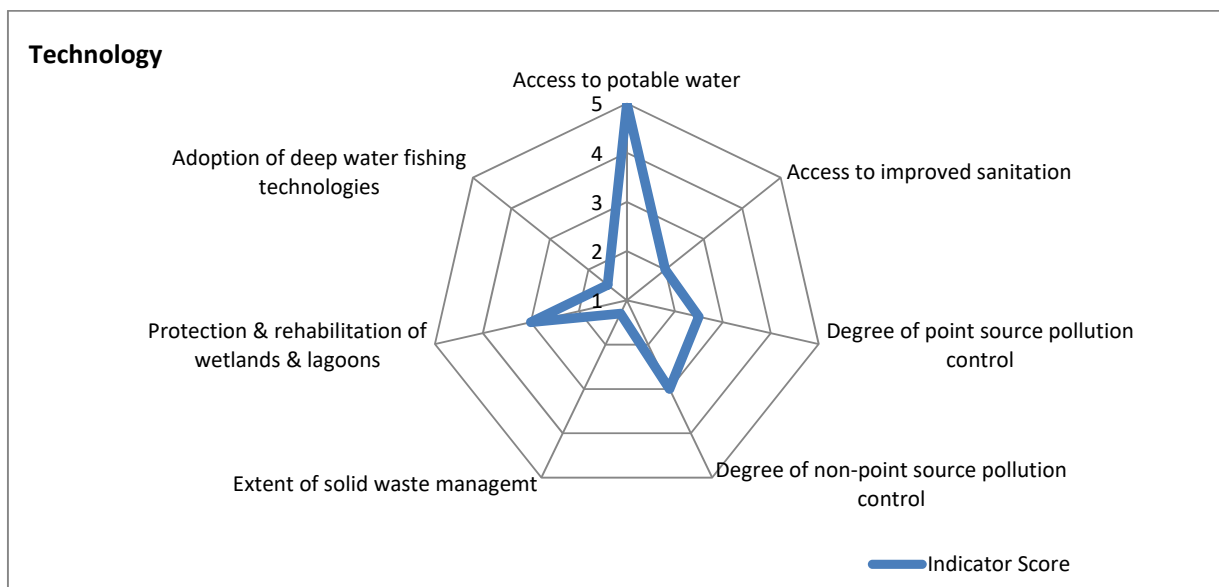 Technology
Access to potable water
5
4
3
2
1
Access to improved sanitation
Degree of point source pollution
control
Degree of non-point source pollution
control
Extent of solid waste managemt
Protection & rehabilitation of
wetlands & lagoons
Adoption of deep water fishing
technologies
Indicator Score